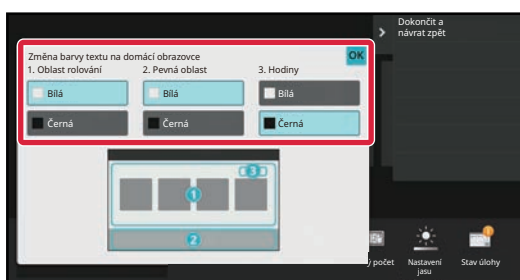 Dokončit a
návrat zpět
Změna barvy textu na domácí obrazovce
OK
1. Oblast rolování 2. Pevná oblast 3. Hodiny
Bílá Bílá Bílá
Černá Černá Černá
3
1
2
počet Nastavení jasu Stav úlohy